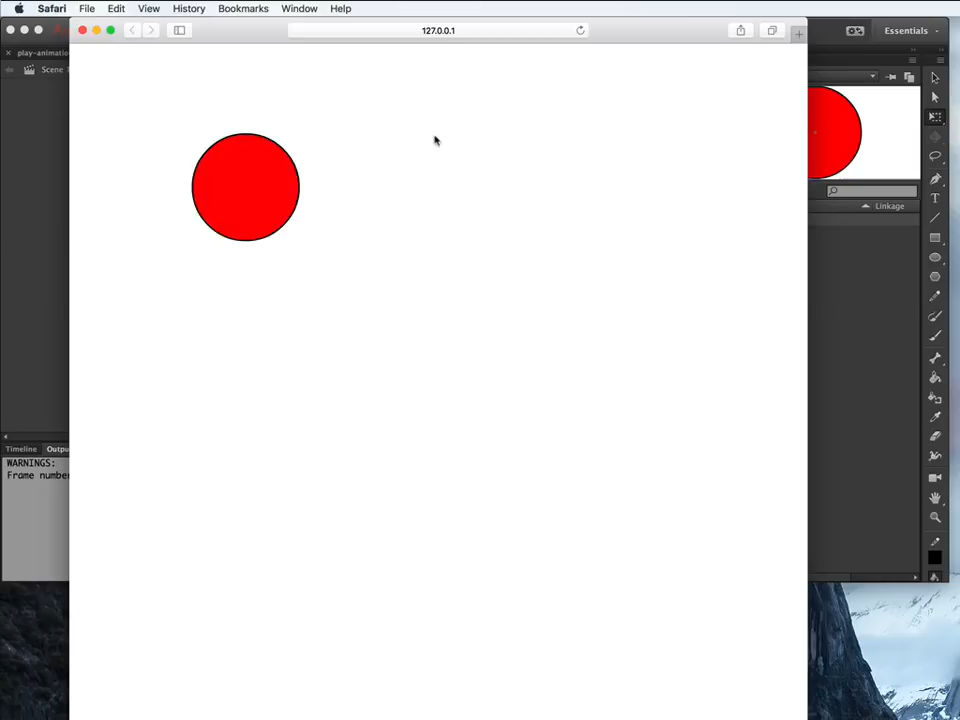 Safari File Edit View History Bookmarks Window Help
127.0.0.1
Essentials
play-animatio
Scene
Linkage
Timeline Outpu
WARNINGS:
Frame numbe
T